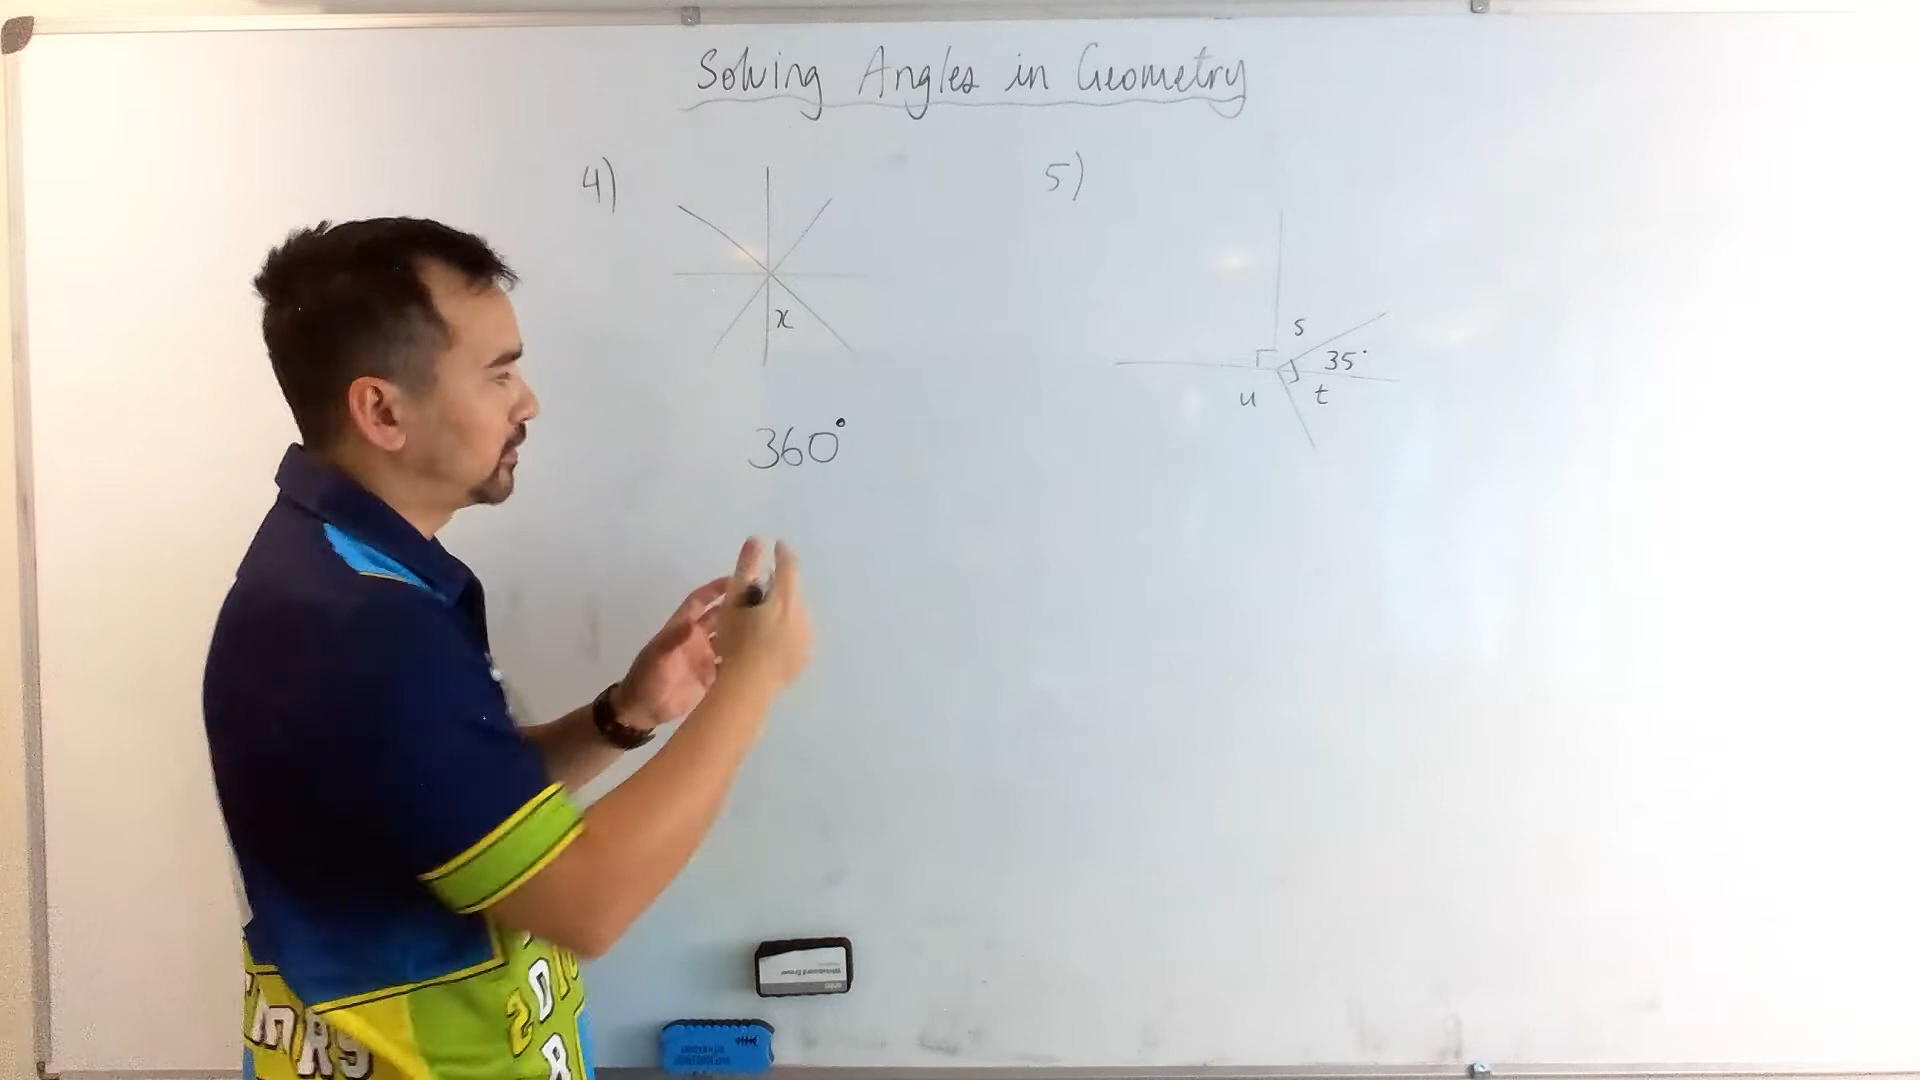 Solving Angles in Geometry
4)
x
360°
5)
s
35°
u
t